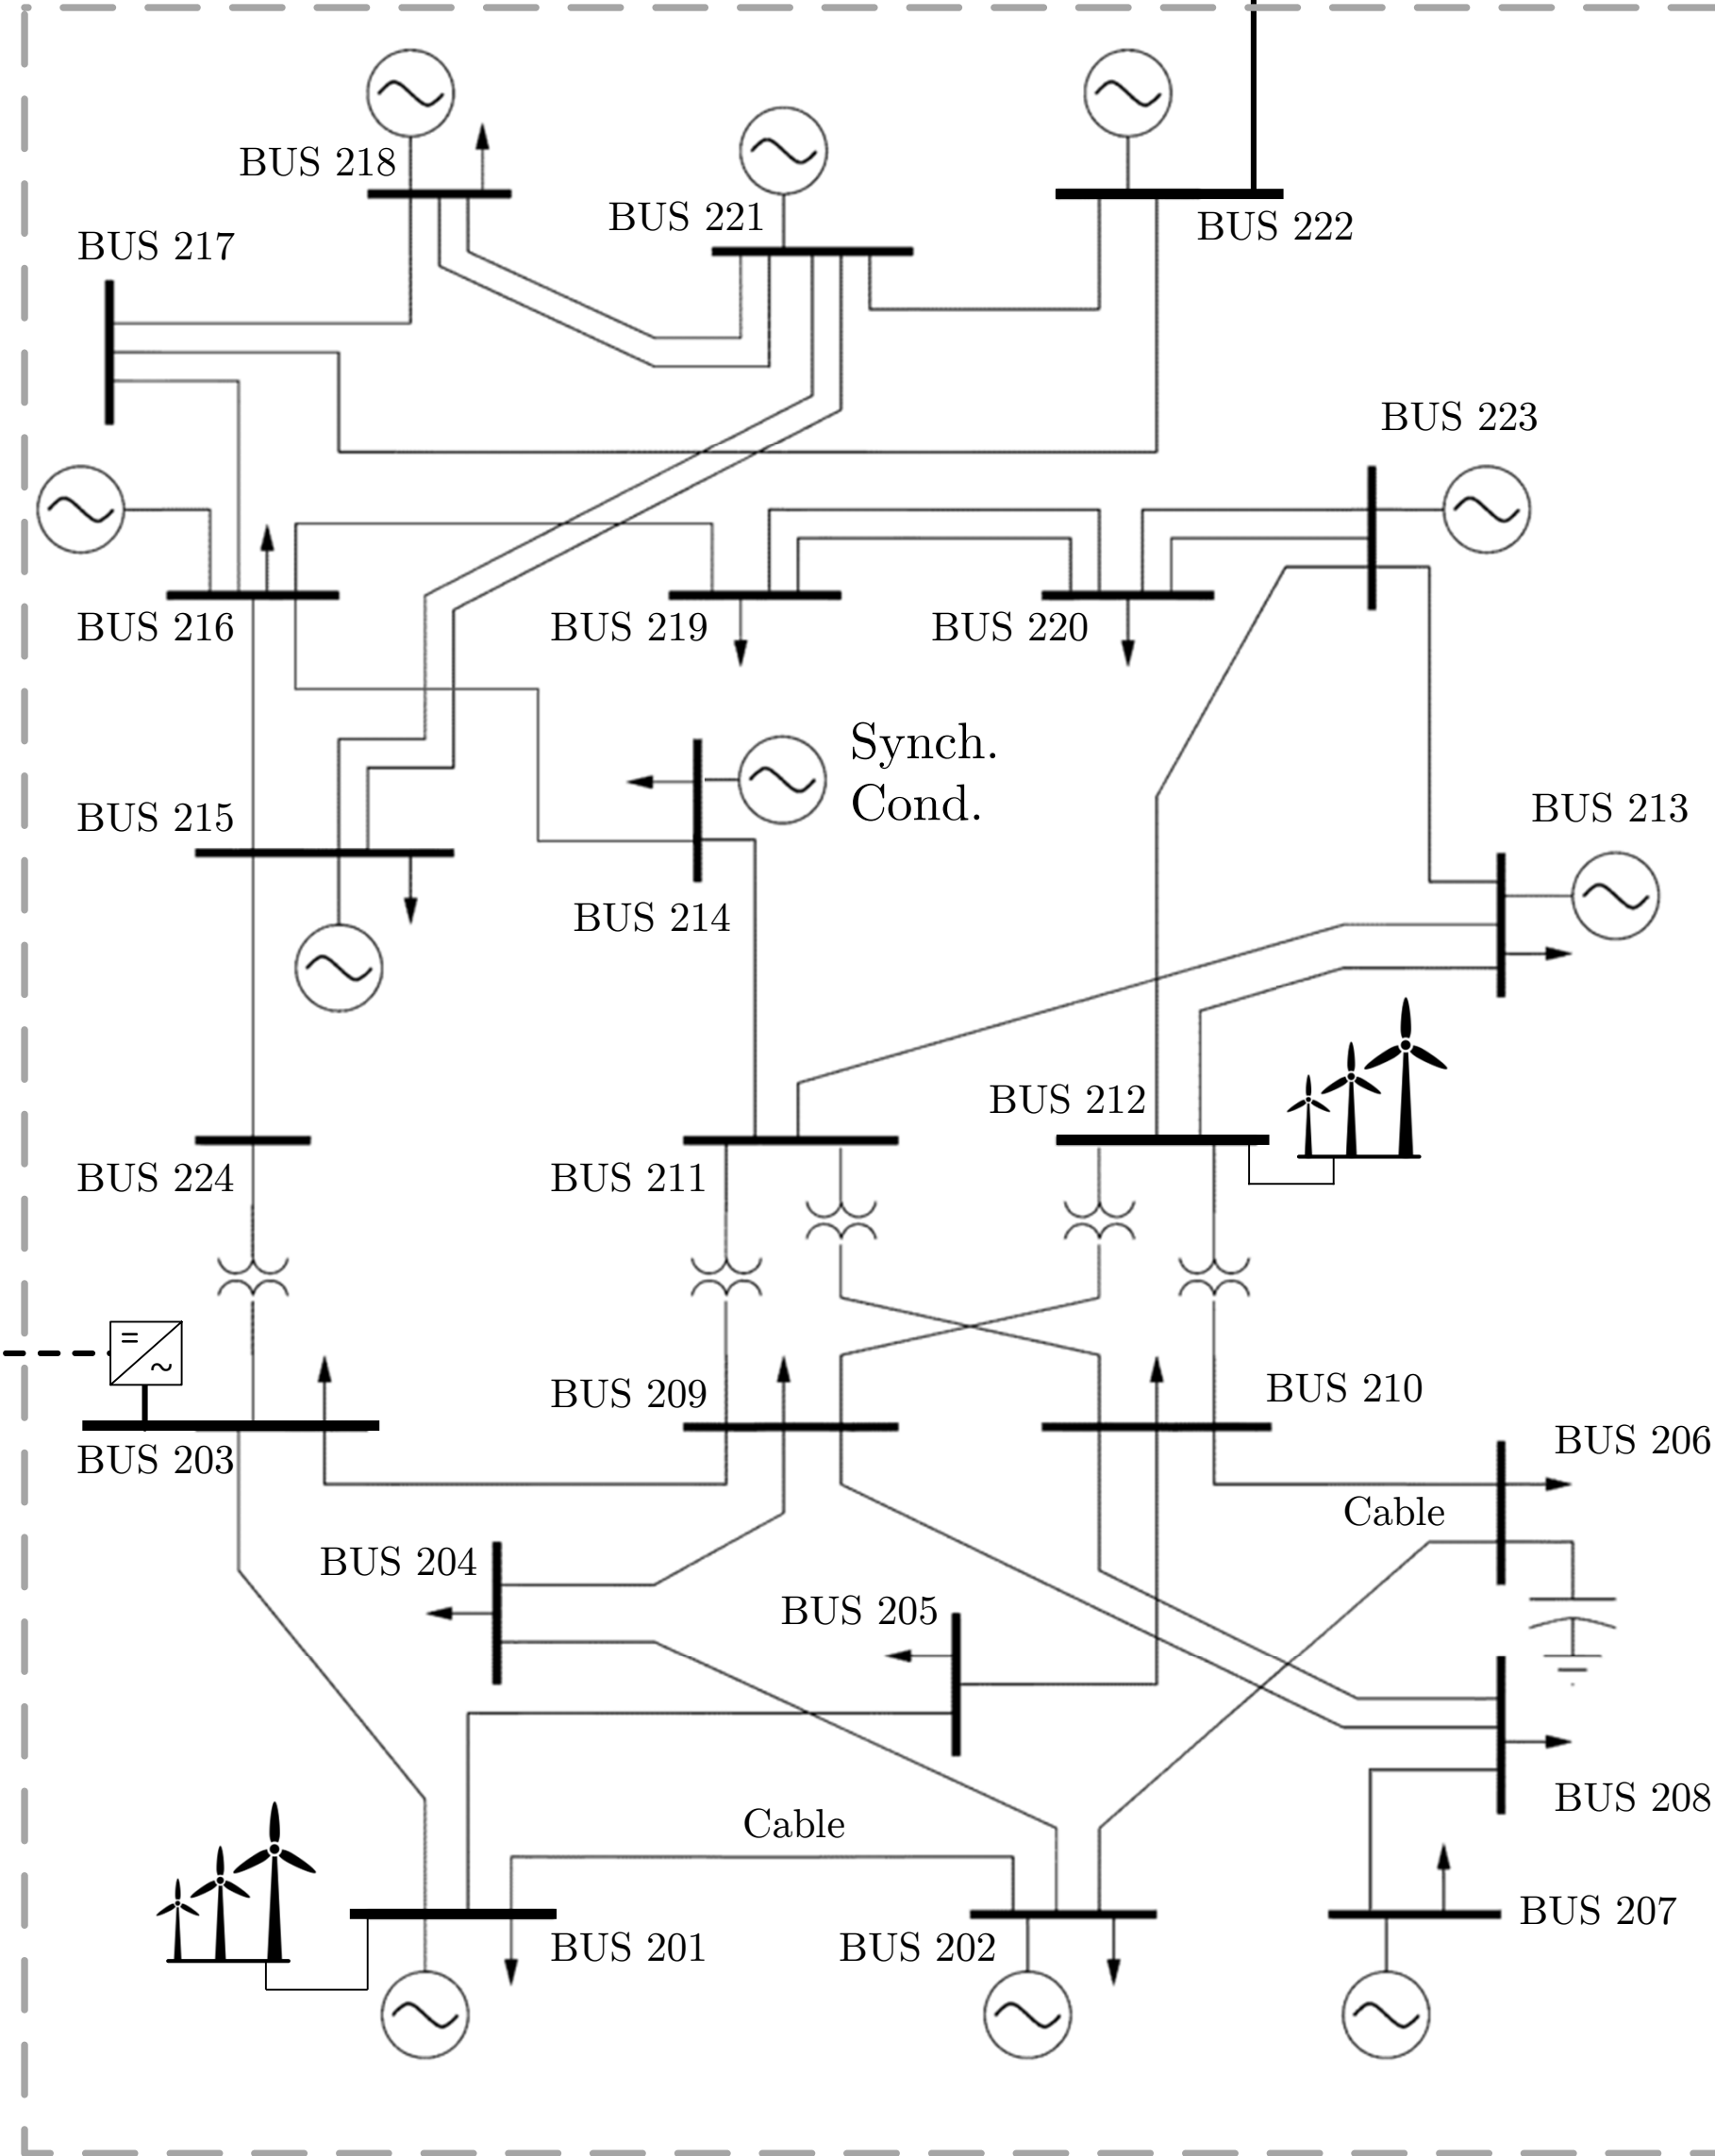 BUS 218
BUS 221
BUS 222
BUS 217
BUS 223
BUS 216
BUS 219
BUS 220
Synch.
Cond.
BUS 215
BUS 213
BUS 214
BUS 212
BUS 224
BUS 211
=
~
BUS 209
BUS 210
BUS 203
BUS 206
Cable
BUS 204
BUS 205
BUS 208
Cable
BUS 201
BUS 202
BUS 207